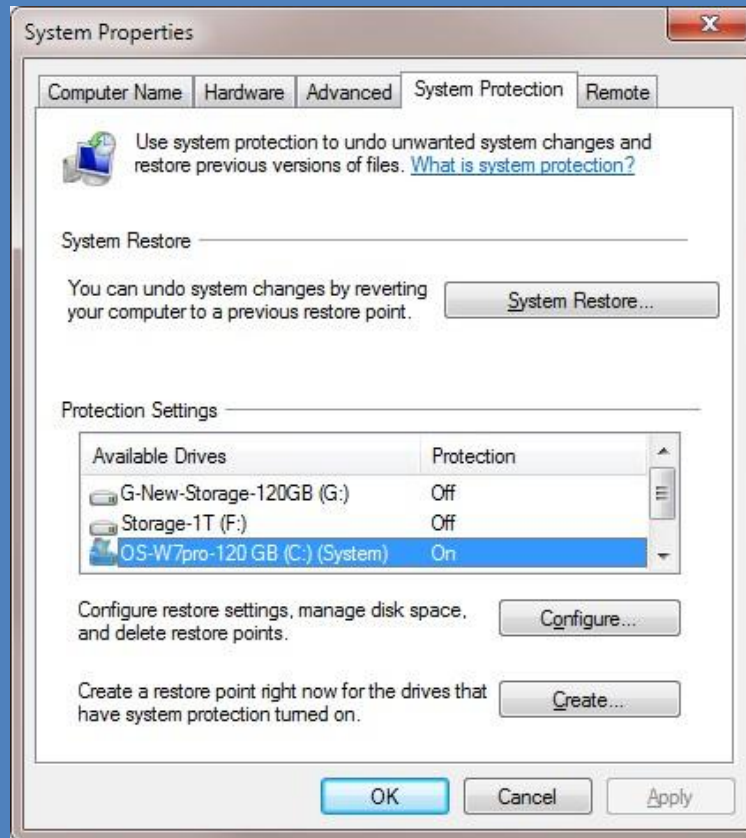 System Properties
Computer Name Hardware Advanced System Protection Remote
Use system protection to undo unwanted system changes and
restore previous versions of files. What is system protection?
System Restore
You can undo system changes by reverting
your computer to a previous restore point.
System Restore...
Protection Settings
Available Drives Protection
G-New-Storage-120GB (G:) Off
Storage-1T (F:) Off
OS-W7pro-120 GB (C:) (System) On
Configure restore settings, manage disk space,
and delete restore points.
Configure...
Create a restore point right now for the drives that
have system protection turned on.
Create...
OK Cancel Apply